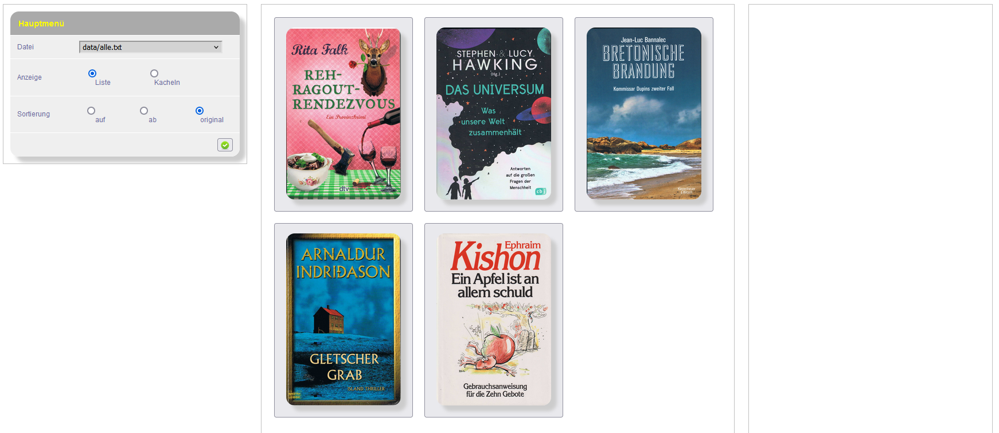 Hauptmenü
Datei
data/alle.txt
Anzeige
Liste
Kacheln
Sortierung
auf
ab
original
Rita Falk
REH-
RAGOUT-
RENDEZVOUS
Ein Provinzkrimi
dtv
STEPHEN & LUCY
HAWKING
(Hg.)
DAS UNIVERSUM
Was
unsere Welt
zusammenhält
Antworten
auf die großen
Fragen der
Menschheit
cbj
Jean-Luc Bannalec
BRETONISCHE
BRANDUNG
Kommissar Dupins zweiter Fall
Kiepenheuer
& Witsch
ARNALDUR
INDRIÐASON
GLETSCHER
GRAB
ISLAND THRILLER
BASTEI
LÜBBE
Ephraim
Kishon
Ein Apfel ist an
allem schuld
Gebrauchsanweisung
für die Zehn Gebote